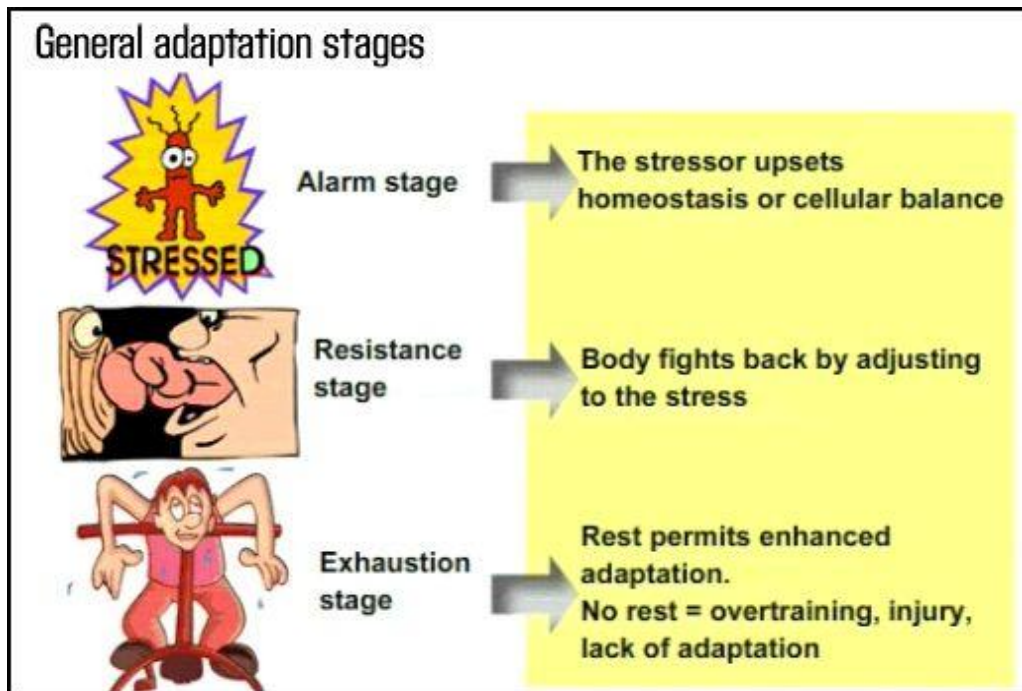 General adaptation stages
STRESSED
Alarm stage
The stressor upsets
homeostasis or cellular balance
Resistance
stage
Body fights back by adjusting
to the stress
Exhaustion
stage
Rest permits enhanced
adaptation.
No rest = overtraining, injury,
lack of adaptation